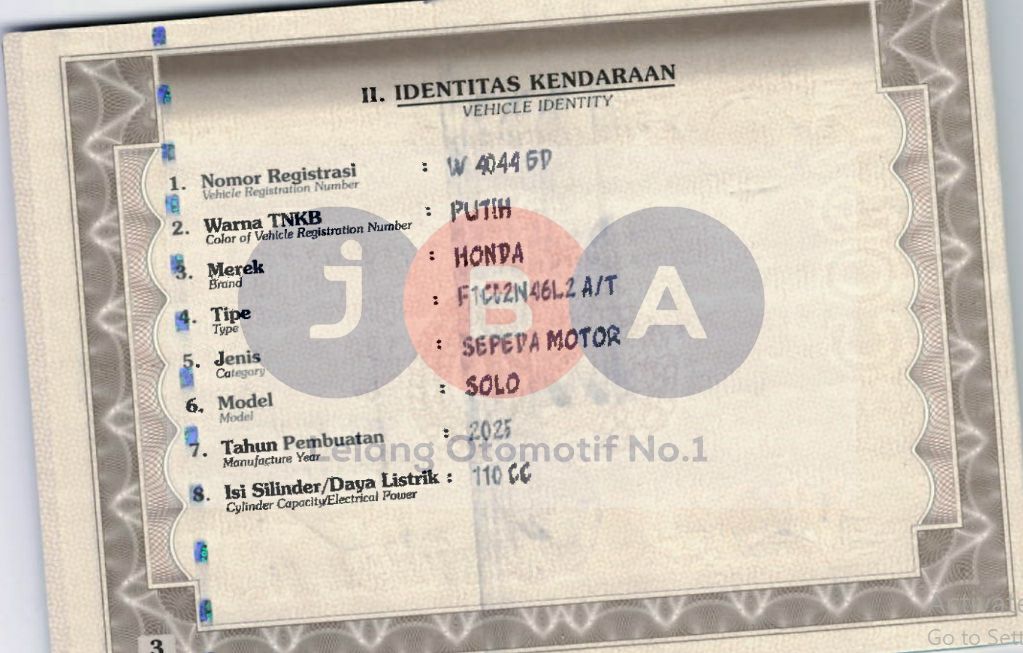 II. IDENTITAS KENDARAAN
VEHICLE IDENTITY
1. Nomor Registrasi : W 4044
Vehicle Registration Number
2. Warna TNKB : PUTIH
Color of Vehicle Registration Number
3. Merek : HONDA
Brand
4. Tipe : A/T
Type
5. Jenis : SEPEDA MOTOR
Category
6. Model : SOLO
Model
7. Tahun Pembuatan : 2025
Manufacture Year
8. Isi Silinder/Daya Listrik : 110 CC
Cylinder Capacity/Electrical Power
JBA
Lelang Otomotif No.1
3